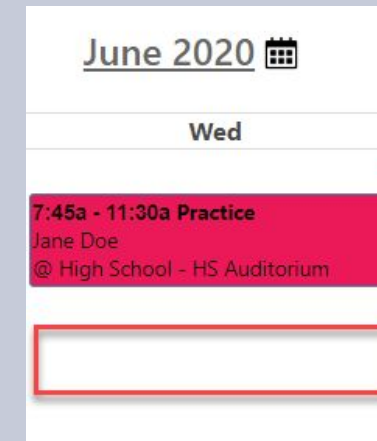 June 2020
Wed
7:45a - 11:30a Practice
Jane Doe
@ High School - HS Auditorium